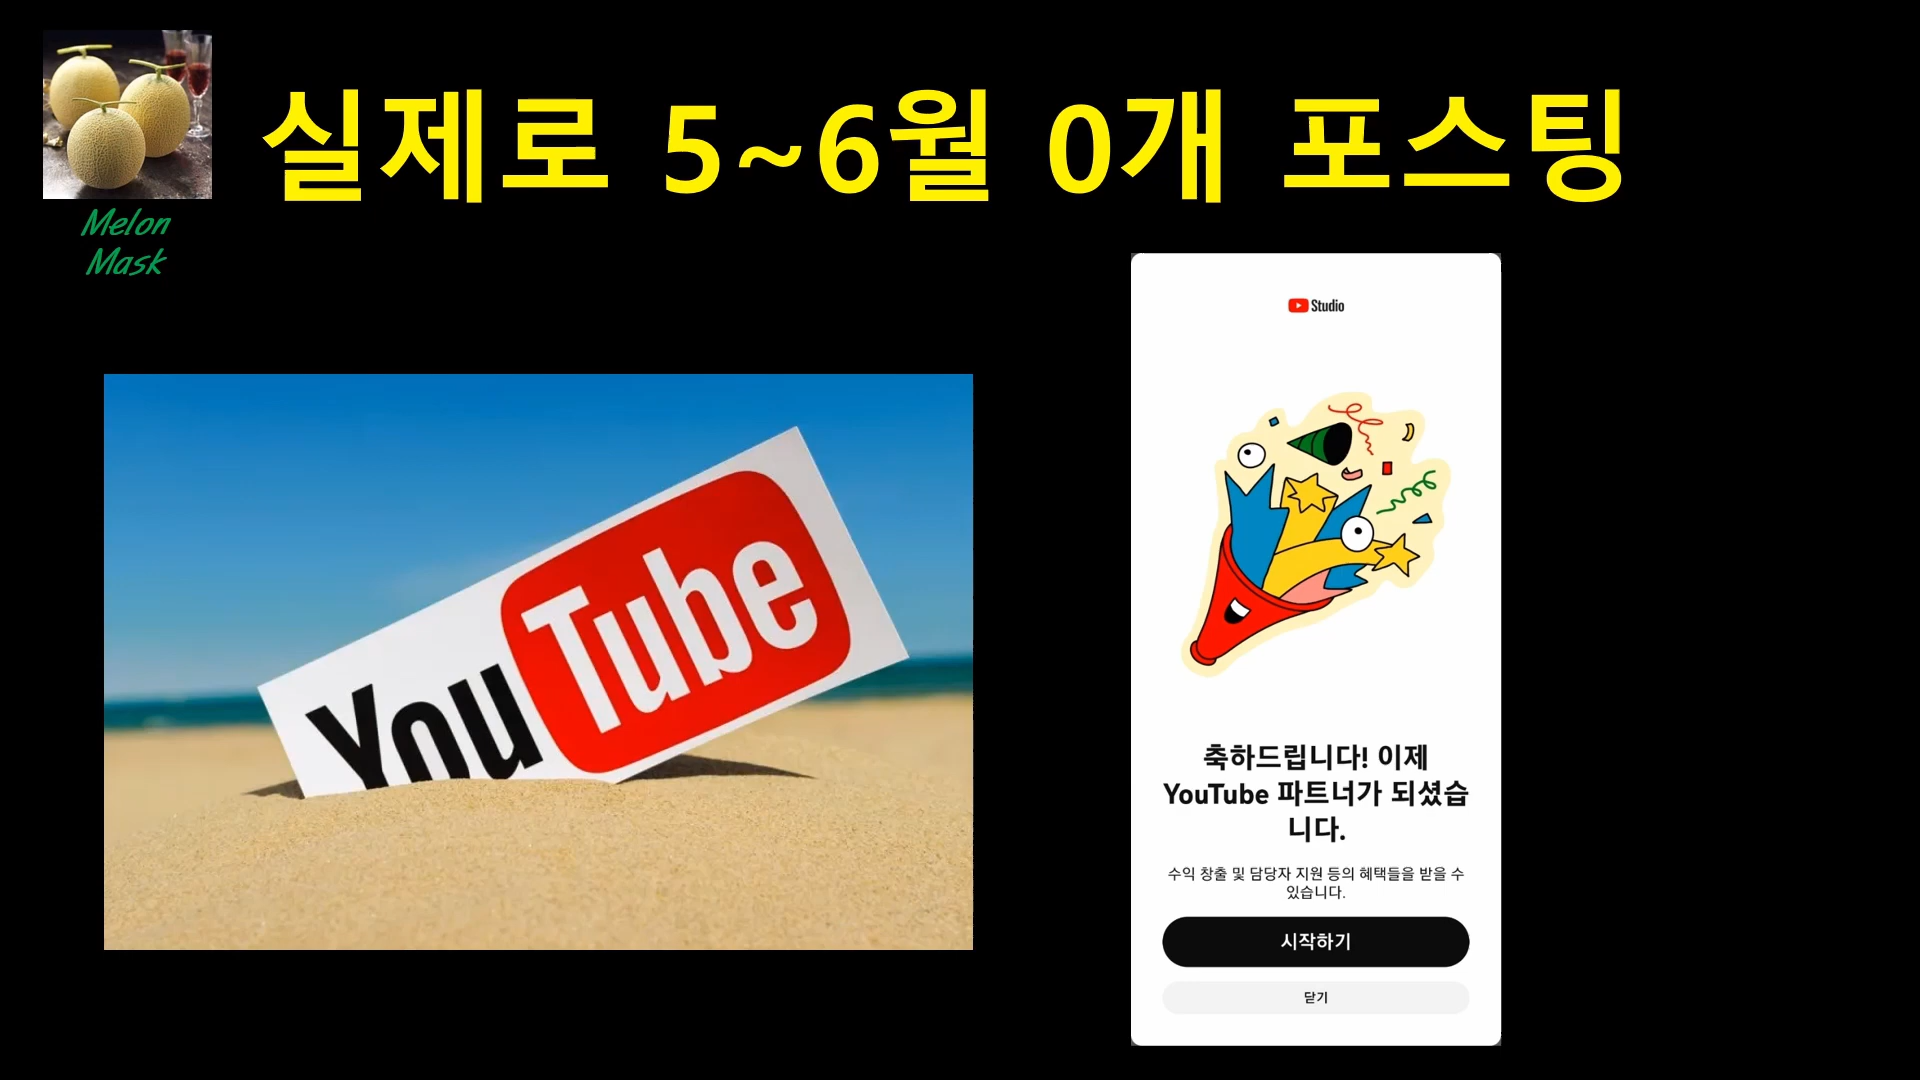 실제로 5~6월 0개 포스팅
Melon
Mask
YouTube
Studio
축하드립니다! 이제
YouTube 파트너가 되셨습
니다.
수익 창출 및 담당자 지원 등의 혜택들을 받을 수
있습니다.
시작하기
닫기